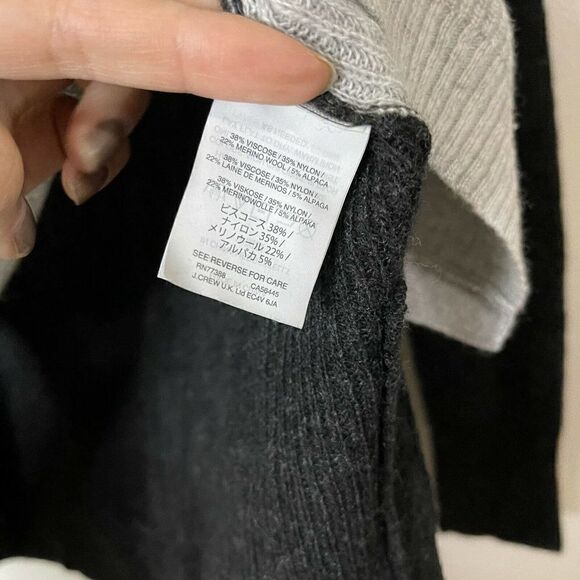 38% VISCOSE / 35% NYLON /
22% MERINO WOOL / 5% ALPACA
38% VISCOSE / 35% NYLON /
22% LAINE DE MERINOS / 5% ALPAGA
38% VISKOSE / 35% NYLON /
22% MERINOWOLLE / 5% ALPAKA
ビスコース 38% /
ナイロン 35% /
メリノウール 22% /
アルパカ 5%
SEE REVERSE FOR CARE
RN77388 CA56445
J.CREW U.K. Ltd EC4V 6JA